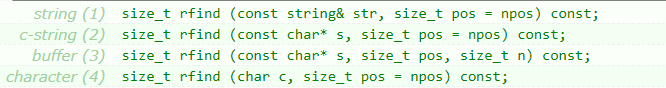 string (1) size_t rfind (const string& str, size_t pos = npos) const;
c-string (2) size_t rfind (const char* s, size_t pos = npos) const;
buffer (3) size_t rfind (const char* s, size_t pos, size_t n) const;
character (4) size_t rfind (char c, size_t pos = npos) const;